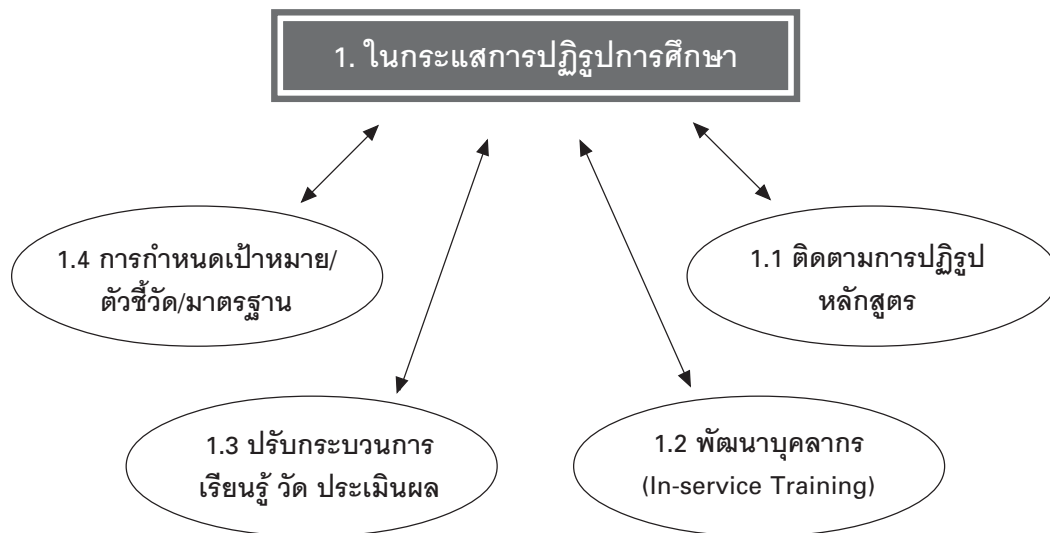 1. ในกระแสการปฏิรูปการศึกษา
1.4 การกำหนดเป้าหมาย/
ตัวชี้วัด/มาตรฐาน
1.1 ติดตามการปฏิรูป
หลักสูตร
1.3 ปรับกระบวนการ
เรียนรู้ วัด ประเมินผล
1.2 พัฒนาบุคลากร
(In-service Training)